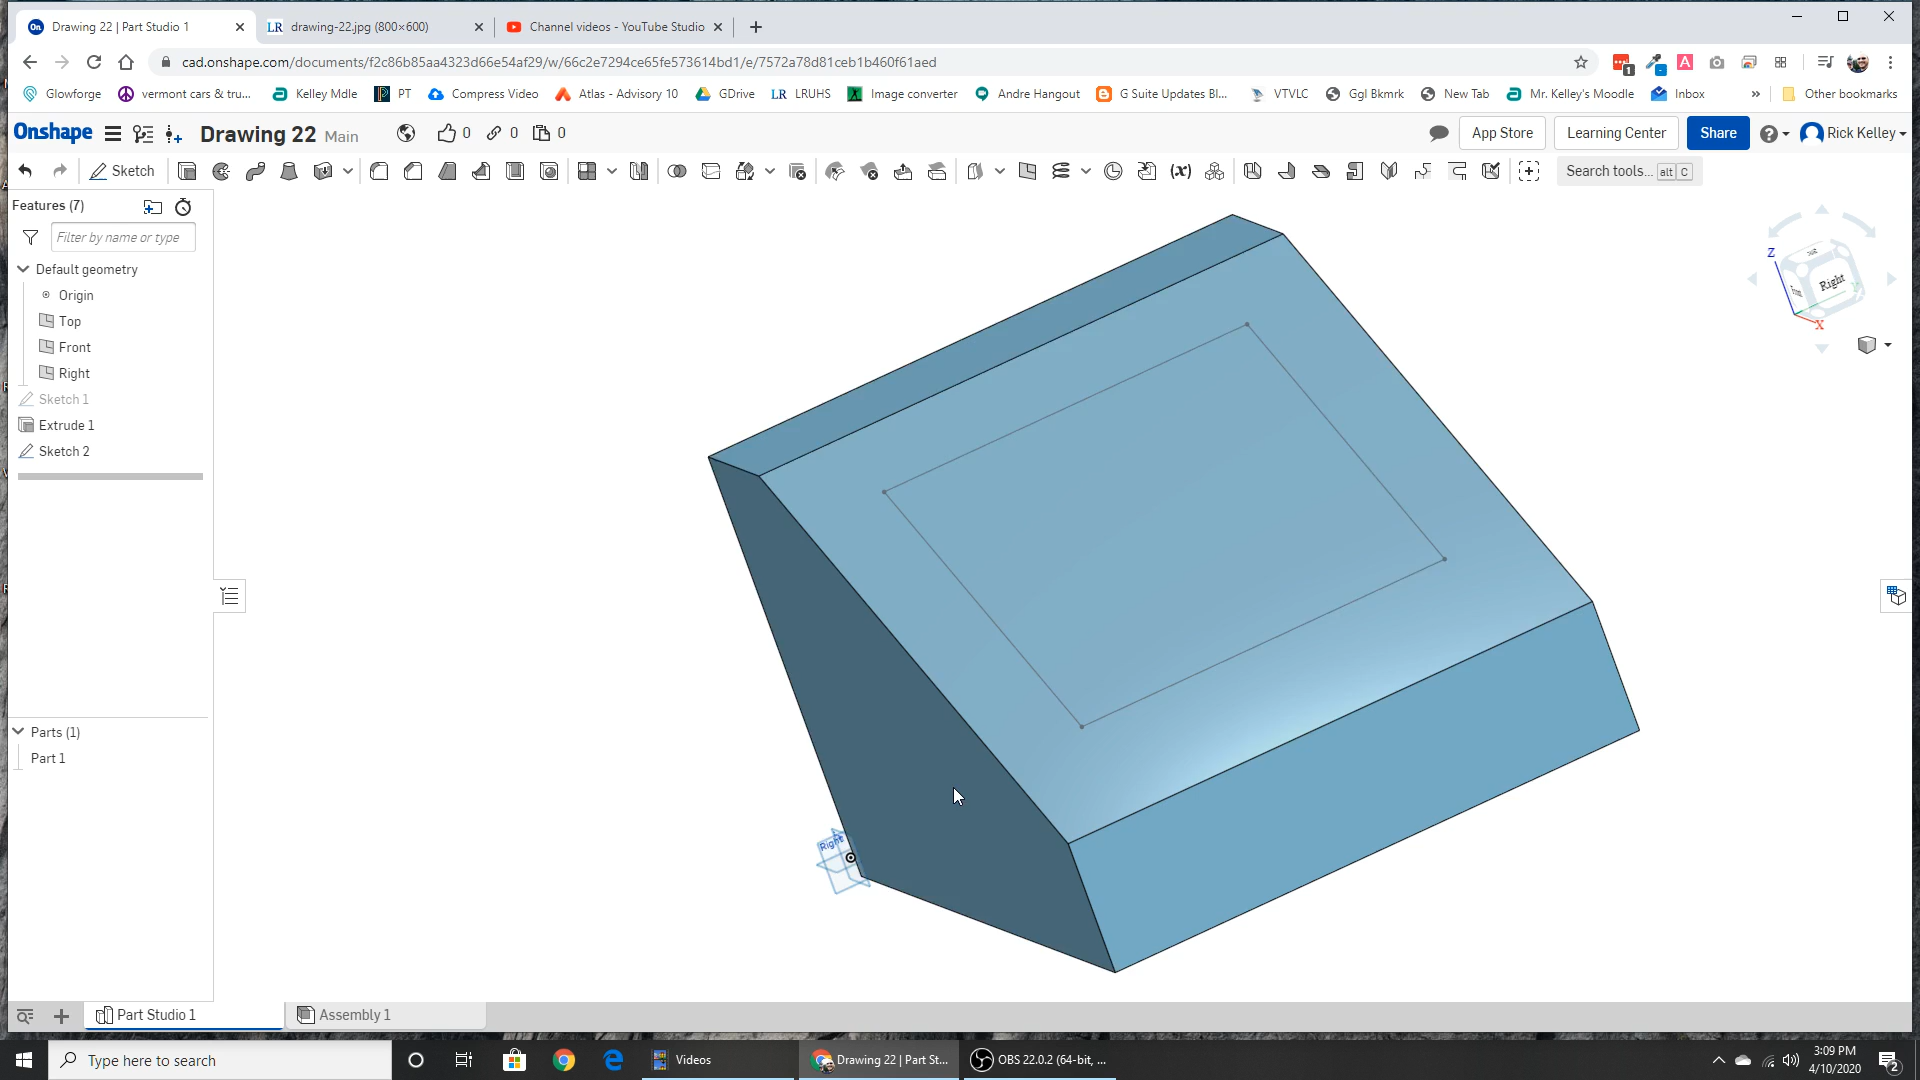 Drawing 22 | Part Studio 1
LR drawing-22.jpg (800×600)
Channel videos - YouTube Studio
cad.onshape.com/documents/f2c86b85aa4323d66e54af29/w/66c2e7294ce65fe573614bd1/e/7572a78d81ceb1b460f61aed
Glowforge vermont cars & tru... Kelley Mdle PT Compress Video Atlas - Advisory 10 GDrive LR LRUHS Image converter Andre Hangout G Suite Updates Bl... VTVLC Ggl Bkmrk New Tab Mr. Kelley's Moodle Inbox » Other bookmarks
Onshape Drawing 22 Main 0 0 0 App Store Learning Center Share Rick Kelley
Sketch (x) Search tools... alt C
Features (7)
Filter by name or type
Default geometry
Origin
Top
Front
Right
Sketch 1
Extrude 1
Sketch 2
Parts (1)
Part 1
Z
Right
X
Right
Part Studio 1
Assembly 1
Type here to search
Videos
Drawing 22 | Part St...
OBS 22.0.2 (64-bit, ...
3:09 PM
4/10/2020
2